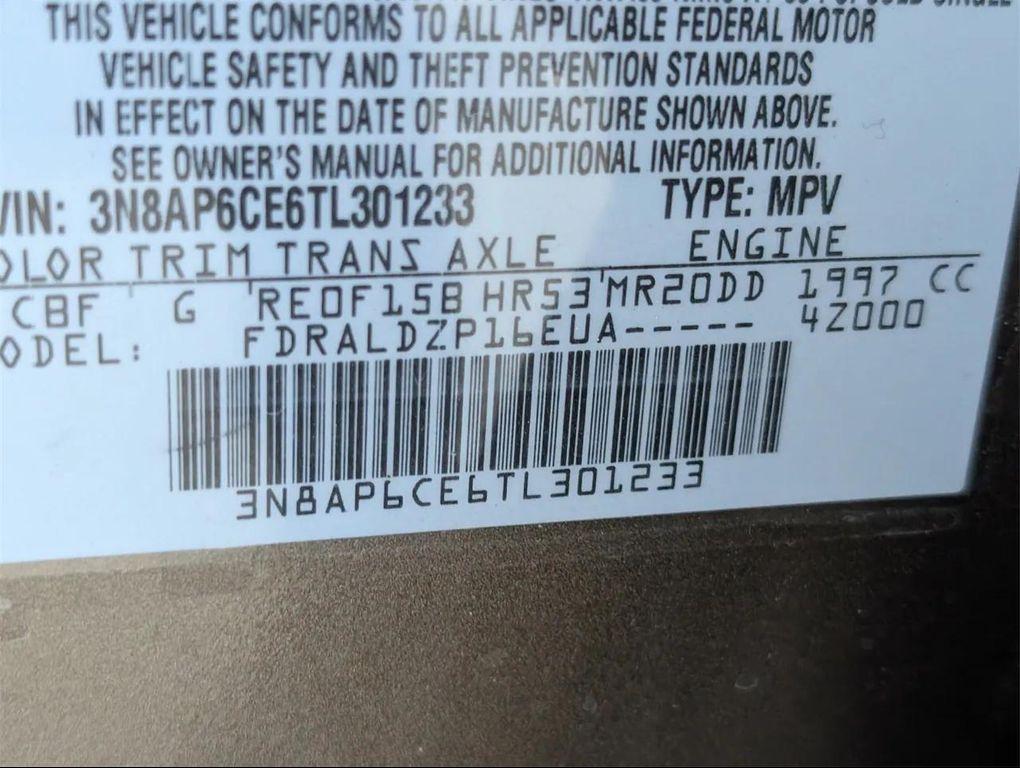 THIS VEHICLE CONFORMS TO ALL APPLICABLE FEDERAL MOTOR
VEHICLE SAFETY AND THEFT PREVENTION STANDARDS
IN EFFECT ON THE DATE OF MANUFACTURE SHOWN ABOVE.
SEE OWNER'S MANUAL FOR ADDITIONAL INFORMATION.
VIN: 3N8AP6CE6TL301233 TYPE: MPV
OLOR TRIM TRANS AXLE ENGINE
CBF G RE0F15B HR53 MR20DD 1997 CC
ODEL: FDRALDZP16EUA----- 4Z000
3N8AP6CE6TL301233